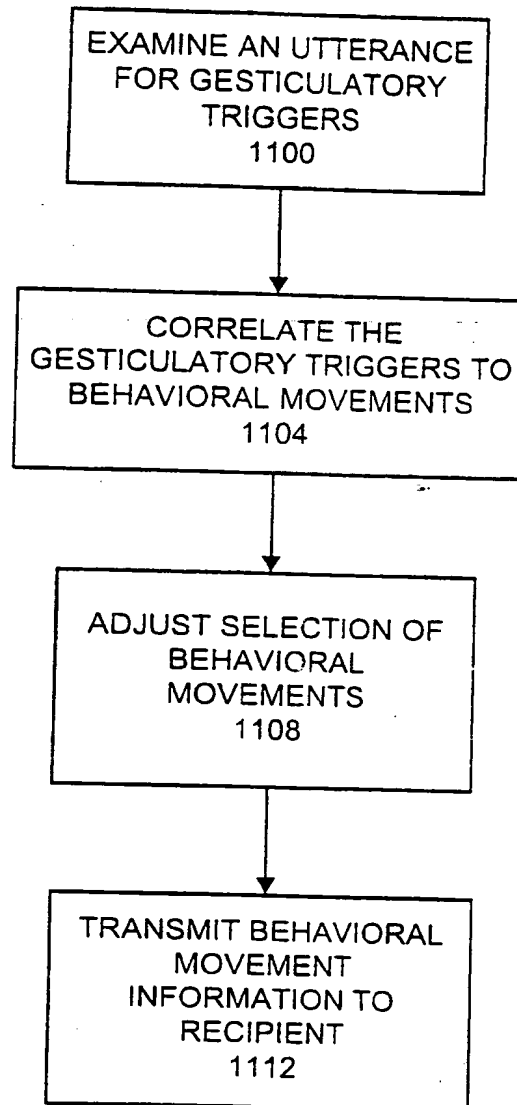 EXAMINE AN UTTERANCE
FOR GESTICULATORY
TRIGGERS
1100
CORRELATE THE
GESTICULATORY TRIGGERS TO
BEHAVIORAL MOVEMENTS
1104
ADJUST SELECTION OF
BEHAVIORAL
MOVEMENTS
1108
TRANSMIT BEHAVIORAL
MOVEMENT
INFORMATION TO
RECIPIENT
1112